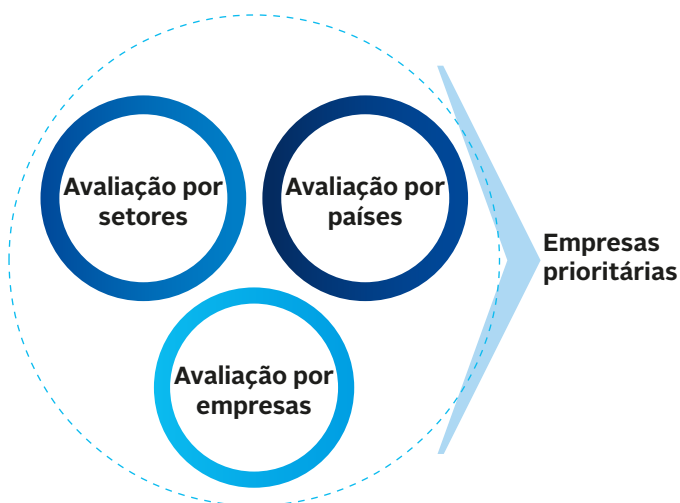 Avaliação por
setores
Avaliação por
países
Avaliação por
empresas
Empresas
prioritárias